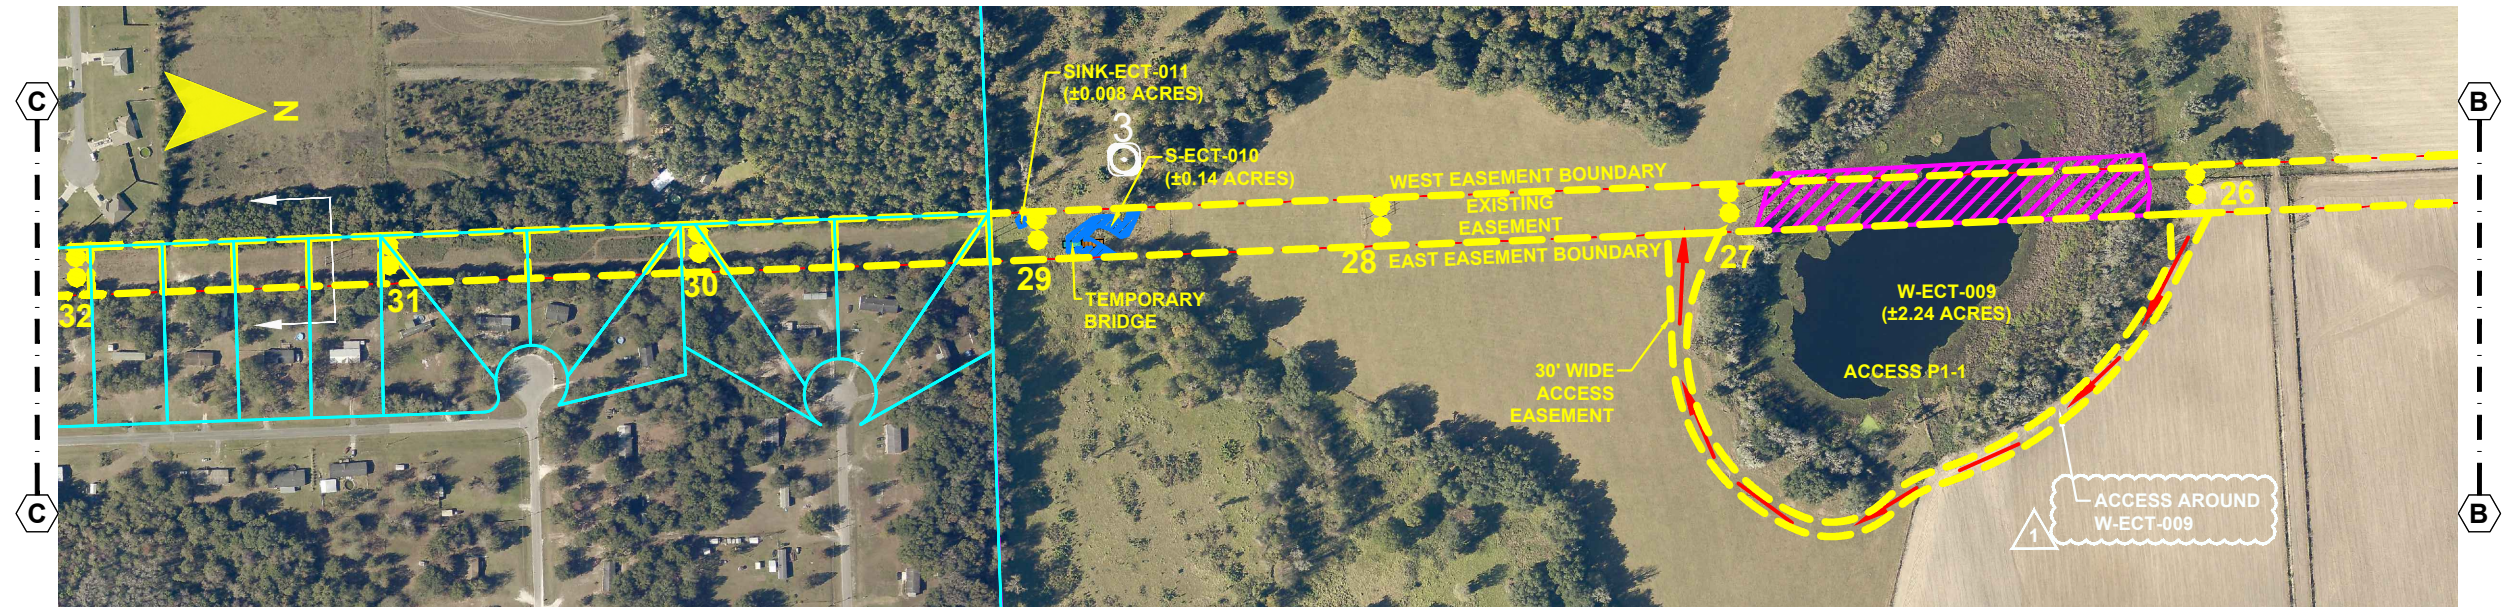 C
B
N
SINK-ECT-011
(±0.008 ACRES)
3
S-ECT-010
(±0.14 ACRES)
WEST EASEMENT BOUNDARY
EXISTING
EASEMENT
EAST EASEMENT BOUNDARY
26
27
28
29
30
31
32
TEMPORARY
BRIDGE
W-ECT-009
(±2.24 ACRES)
ACCESS P1-1
30' WIDE
ACCESS
EASEMENT
ACCESS AROUND
W-ECT-009
1
C
B